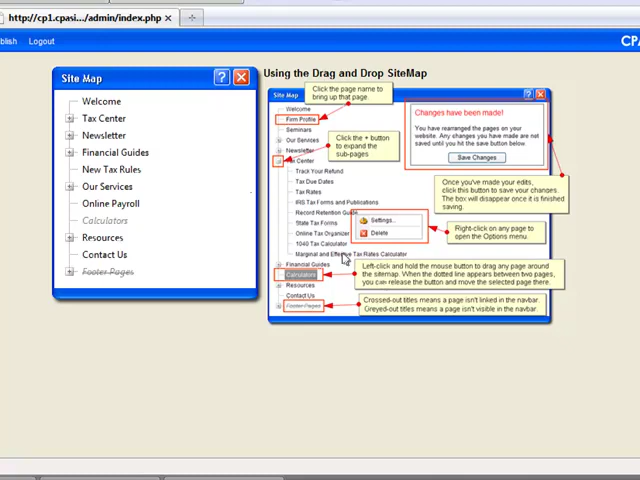 http://cp1.cpasi.../admin/index.php
blish Logout CPA
Site Map
Welcome
Tax Center
Newsletter
Financial Guides
New Tax Rules
Our Services
Online Payroll
Calculators
Resources
Contact Us
Footer Pages
Using the Drag and Drop SiteMap
Site Map
Welcome
Firm Profile
Seminars
Our Services
Newsletter
Tax Center
Track Your Refund
Tax Due Dates
Tax Rates
IRS Tax Forms and Publications
Record Retention Guide
State Tax Forms
Online Tax Organizer
1040 Tax Calculator
Marginal and Effective Tax Rates Calculator
Financial Guides
Calculators
Resources
Contact Us
Footer Pages
Click the page name to
bring up that page.
Click the + button
to expand the
sub-pages
Settings...
Delete
Changes have been made!
You have rearranged the pages on your
website. Any changes you have made are not
saved until you hit the save button below.
Save Changes
Once you've made your edits,
click this button to save your changes.
The box will disappear once it is finished
saving.
Right-click on any page to
open the Options menu.
Left-click and hold the mouse button to drag any page around
the sitemap. When the dotted line appears between two pages,
you can release the button and move the selected page there.
Crossed-out titles means a page isn't linked in the navbar.
Greyed-out titles means a page isn't visible in the navbar.